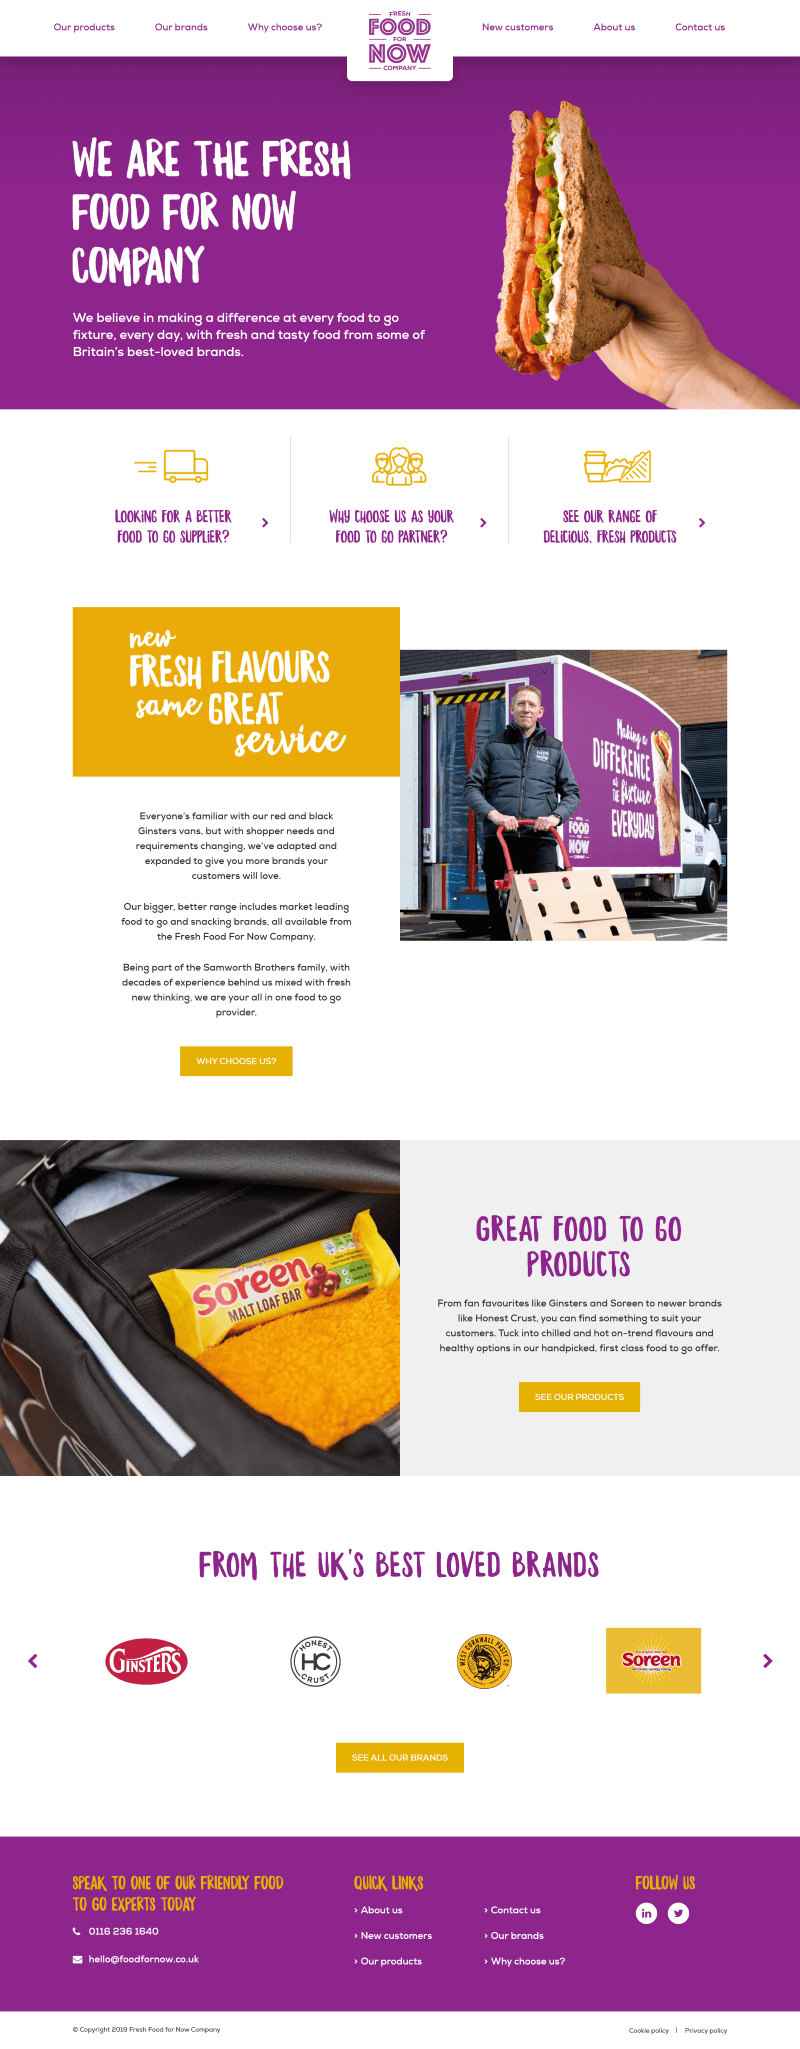 Our products
Our brands
Why choose us?
FRESH
FOOD
FOR
NOW
COMPANY
New customers
About us
Contact us
WE ARE THE FRESH
FOOD FOR NOW
COMPANY
We believe in making a difference at every food to go
fixture, every day, with fresh and tasty food from some of
Britain's best-loved brands.
LOOKING FOR A BETTER
FOOD TO GO SUPPLIER?
WHY CHOOSE US AS YOUR
FOOD TO GO PARTNER?
SEE OUR RANGE OF
DELICIOUS, FRESH PRODUCTS
new
FRESH FLAVOURS
same GREAT
service
Making a
DIFFERENCE
at THE fixture
EVERYDAY
FOOD
NOW
Everyone's familiar with our red and black
Ginsters vans, but with shopper needs and
requirements changing, we've adapted and
expanded to give you more brands your
customers will love.
Our bigger, better range includes market leading
food to go and snacking brands, all available from
the Fresh Food For Now Company.
Being part of the Samworth Brothers family, with
decades of experience behind us mixed with fresh
new thinking, we are your all in one food to go
provider.
WHY CHOOSE US?
Soreen
MALT LOAF BAR
GREAT FOOD TO GO
PRODUCTS
From fan favourites like Ginsters and Soreen to newer brands
like Honest Crust, you can find something to suit your
customers. Tuck into chilled and hot on-trend flavours and
healthy options in our handpicked, first class food to go offer.
SEE OUR PRODUCTS
FROM THE UK'S BEST LOVED BRANDS
GINSTERS
HONEST
HC
CRUST
WEST CORNWALL PASTY CO
Soreen
SEE ALL OUR BRANDS
SPEAK TO ONE OF OUR FRIENDLY FOOD
TO GO EXPERTS TODAY
0116 236 1640
hello@foodfornow.co.uk
QUICK LINKS
› About us
› New customers
› Our products
› Contact us
› Our brands
› Why choose us?
FOLLOW US
in
© Copyright 2019 Fresh Food for Now Company
Cookie policy | Privacy policy